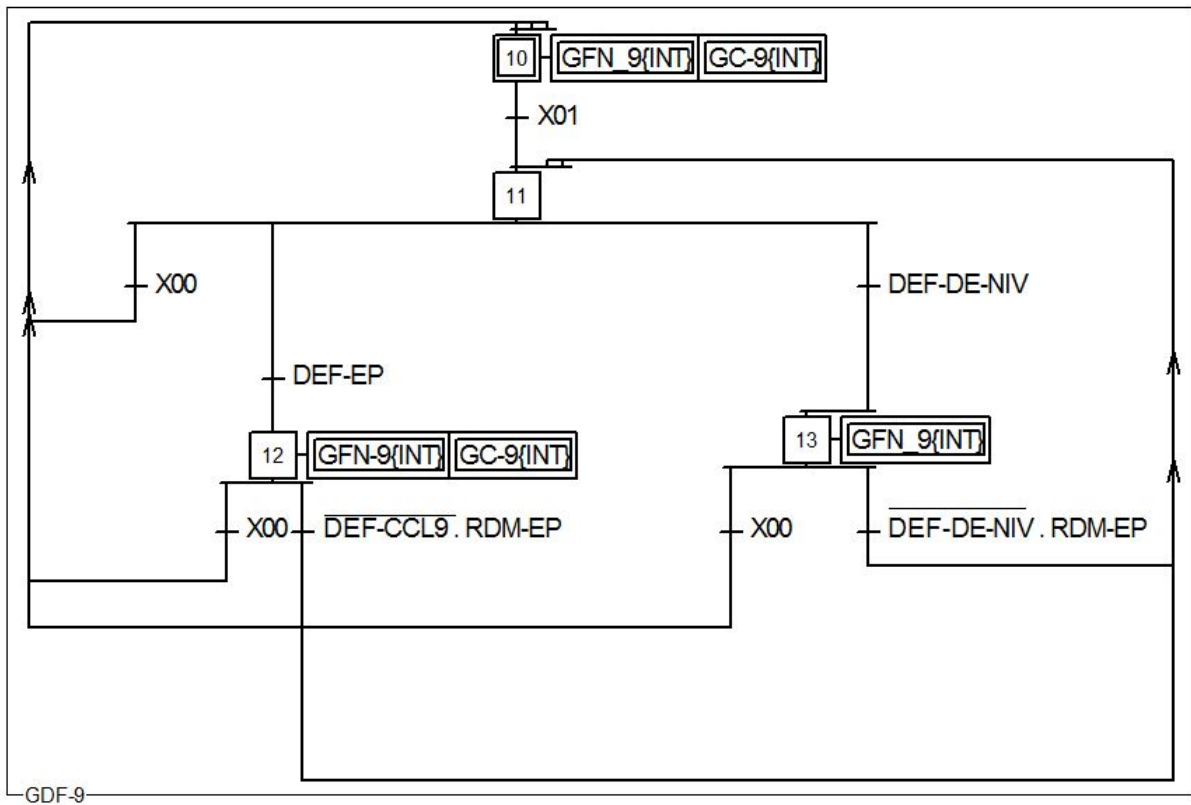 10 GFN_9{INT} GC-9{INT}
X01
11
X00 DEF-DE-NIV
DEF-EP
12 GFN-9{INT} GC-9{INT} 13 GFN_9{INT}
X00 DEF-CCL9 . RDM-EP X00 DEF-DE-NIV . RDM-EP
GDF-9